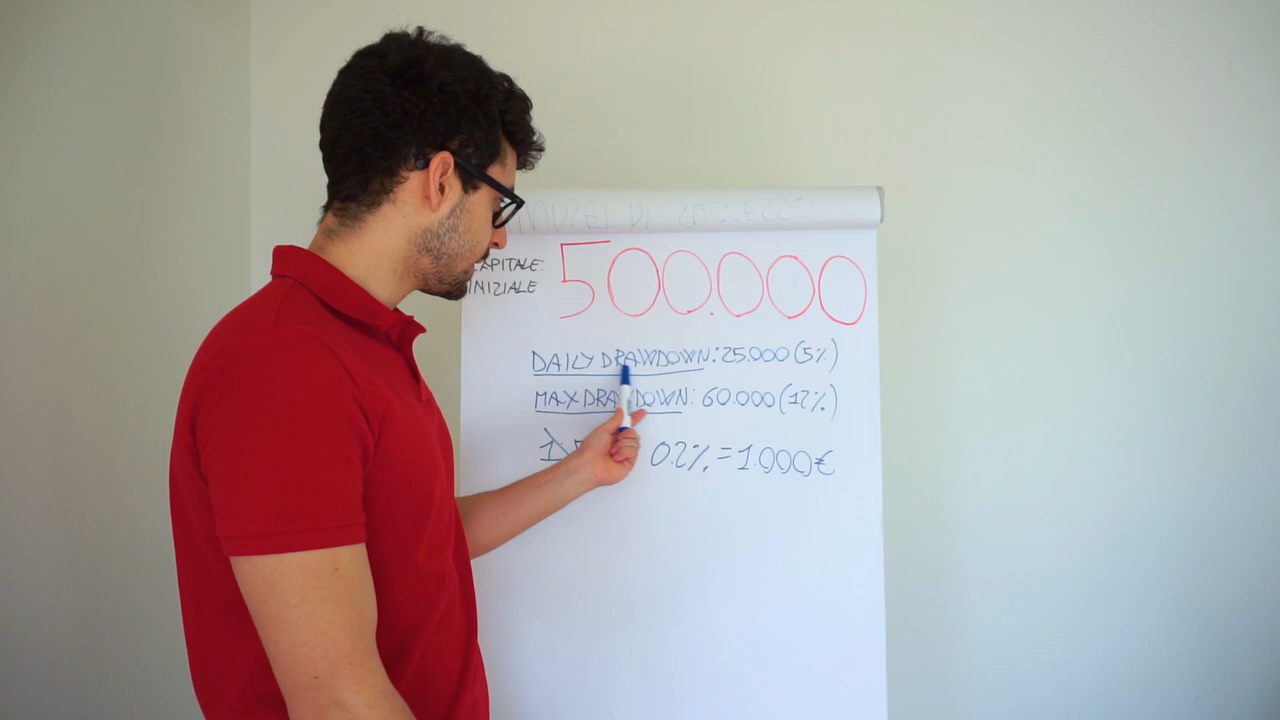 CAPITALE: 500.000
INIZIALE
DAILY DRAWDOWN: 25.000 (5%)
MAX DRAWDOWN: 60.000 (12%)
0.2% = 1.000€